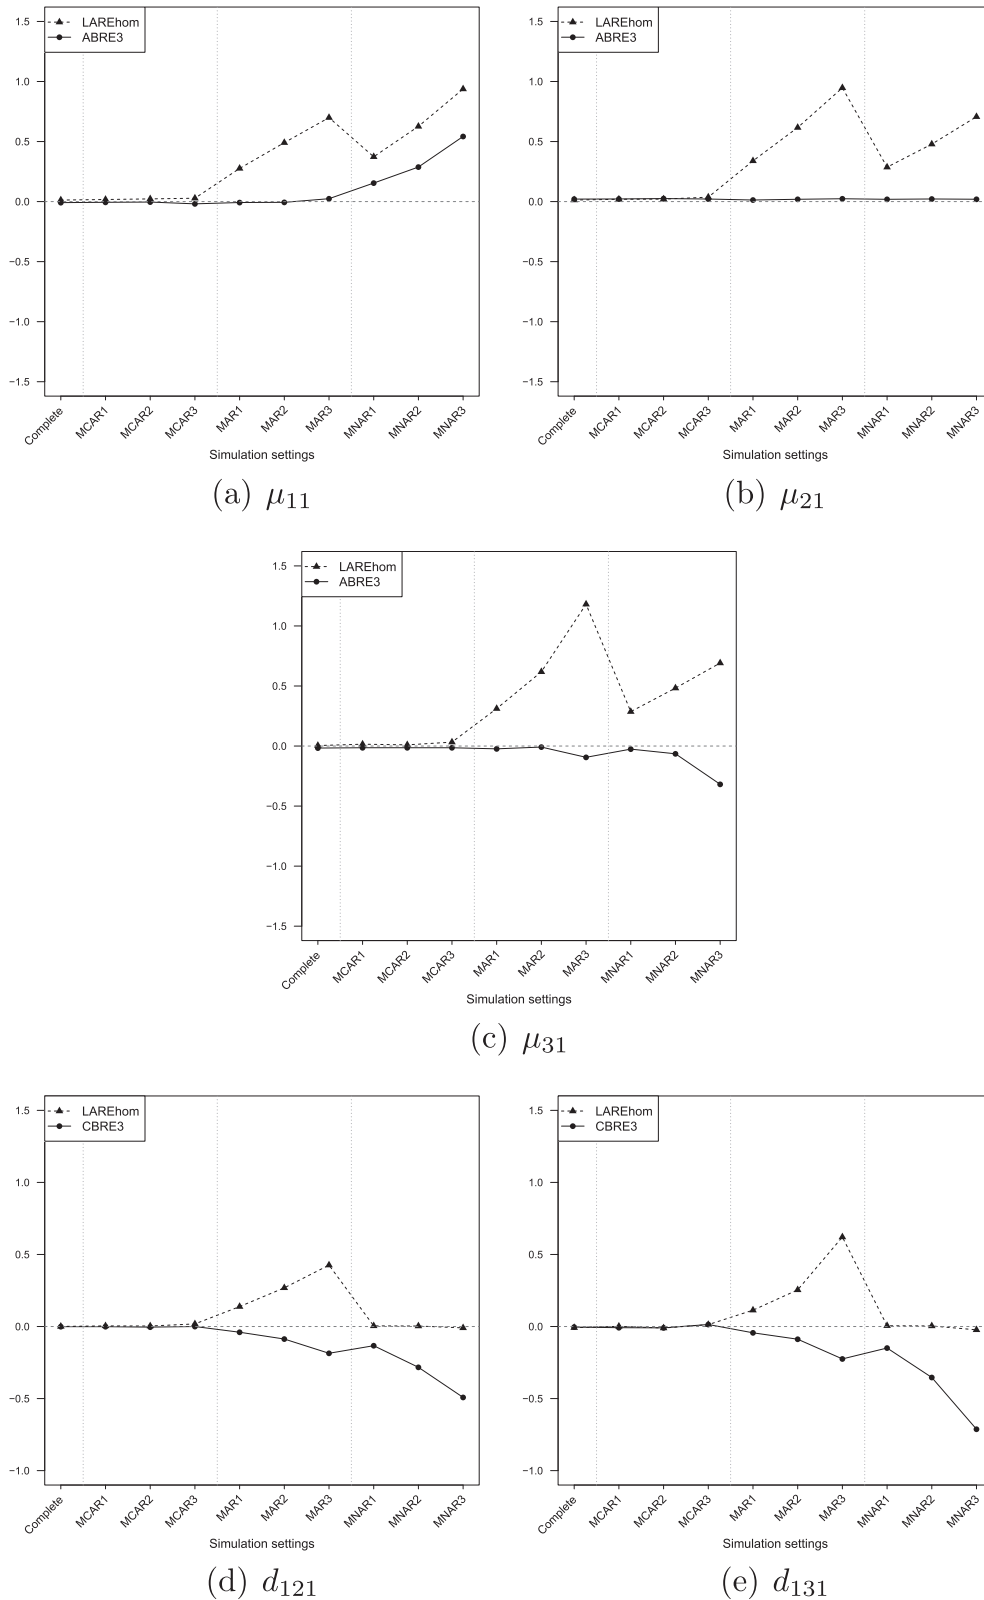 LAREhom
ABRE3
1.5
1.0
0.5
0.0
−0.5
−1.0
−1.5
Complete
MCAR1
MCAR2
MCAR3
MAR1
MAR2
MAR3
MNAR1
MNAR2
MNAR3
Simulation settings
(a) μ11
LAREhom
ABRE3
1.5
1.0
0.5
0.0
−0.5
−1.0
−1.5
Complete
MCAR1
MCAR2
MCAR3
MAR1
MAR2
MAR3
MNAR1
MNAR2
MNAR3
Simulation settings
(b) μ21
LAREhom
ABRE3
1.5
1.0
0.5
0.0
−0.5
−1.0
−1.5
Complete
MCAR1
MCAR2
MCAR3
MAR1
MAR2
MAR3
MNAR1
MNAR2
MNAR3
Simulation settings
(c) μ31
LAREhom
CBRE3
1.5
1.0
0.5
0.0
−0.5
−1.0
Complete
MCAR1
MCAR2
MCAR3
MAR1
MAR2
MAR3
MNAR1
MNAR2
MNAR3
Simulation settings
(d) d121
LAREhom
CBRE3
1.5
1.0
0.5
0.0
−0.5
−1.0
Complete
MCAR1
MCAR2
MCAR3
MAR1
MAR2
MAR3
MNAR1
MNAR2
MNAR3
Simulation settings
(e) d131